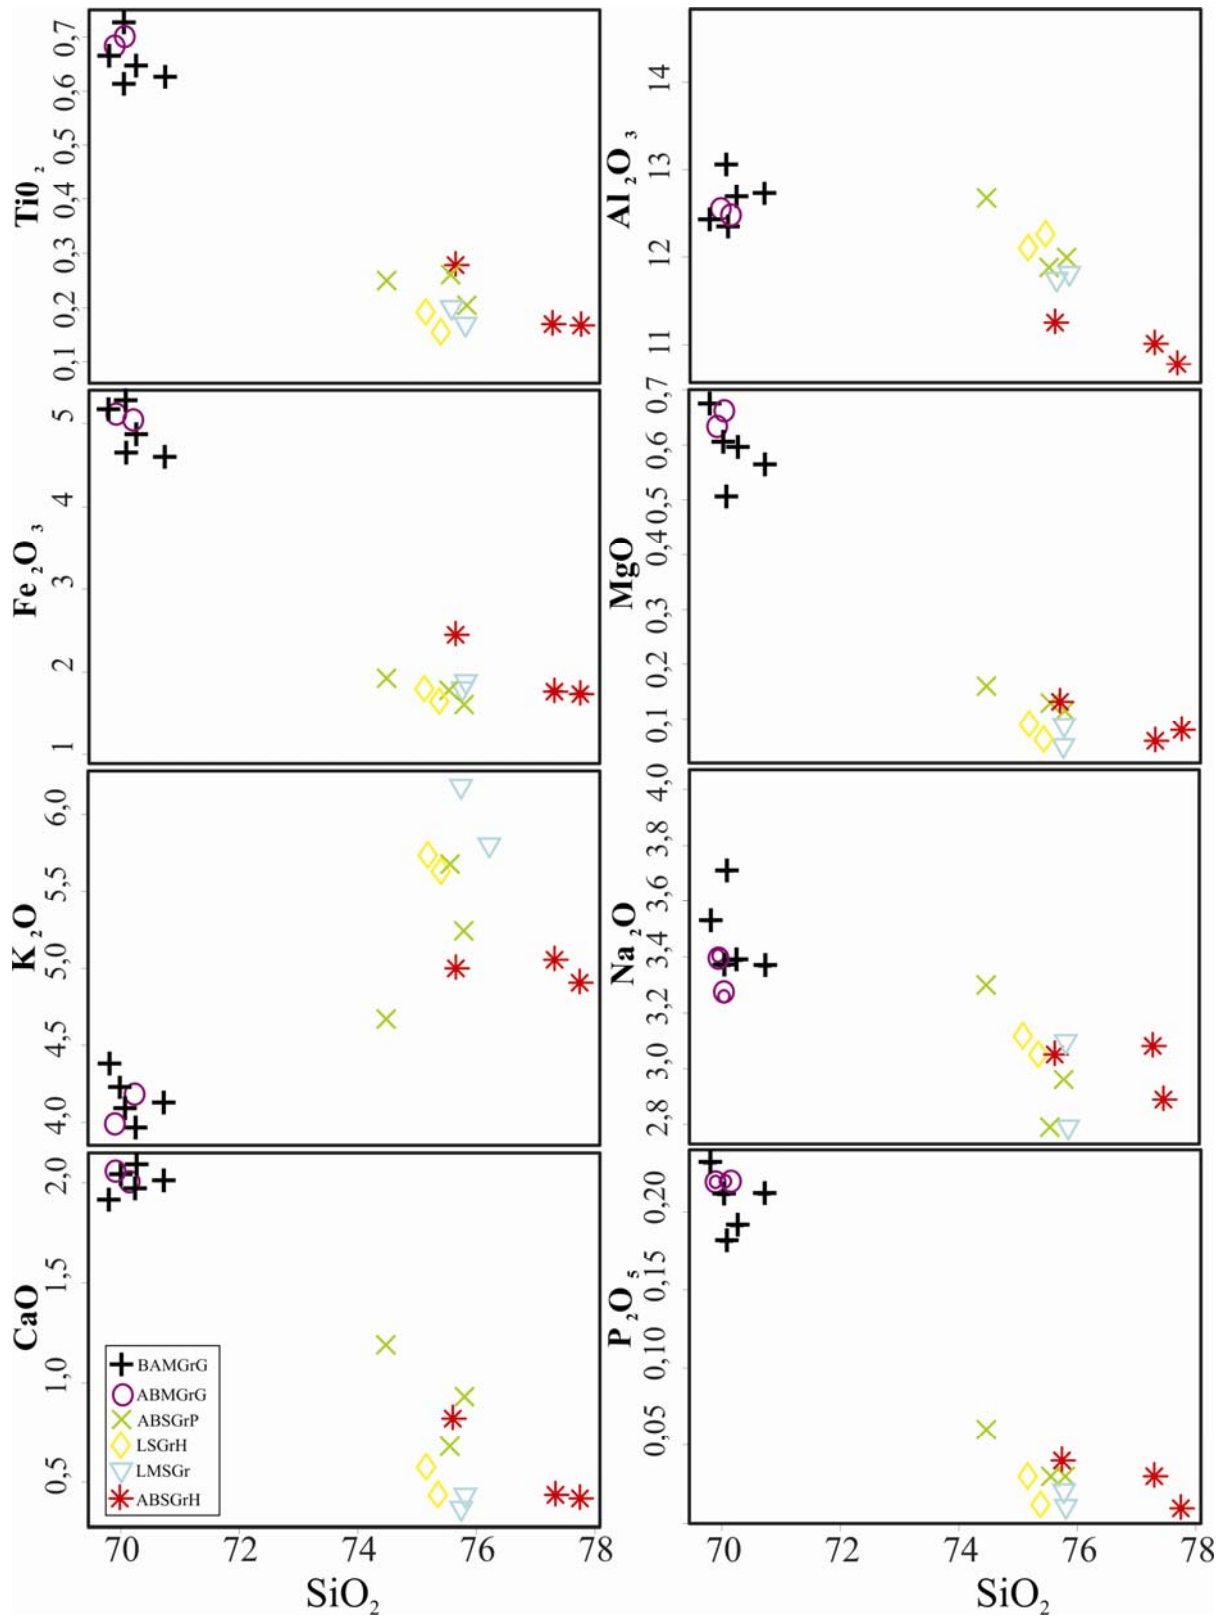 TiO₂
0,7
0,6
0,5
0,4
0,3
0,2
0,1
Al₂O₃
14
13
12
11
Fe₂O₃
5
4
3
2
1
MgO
0,7
0,6
0,5
0,4
0,3
0,2
0,1
K₂O
6,0
5,5
5,0
4,5
4,0
Na₂O
4,0
3,8
3,6
3,4
3,2
3,0
2,8
CaO
2,0
1,5
1,0
0,5
BAMGrG
ABMGrG
ABSGrP
LSGrH
LMSGr
ABSGrH
P₂O₅
0,20
0,15
0,10
0,05
70 72 74 76 78
70 72 74 76 78
SiO₂
SiO₂